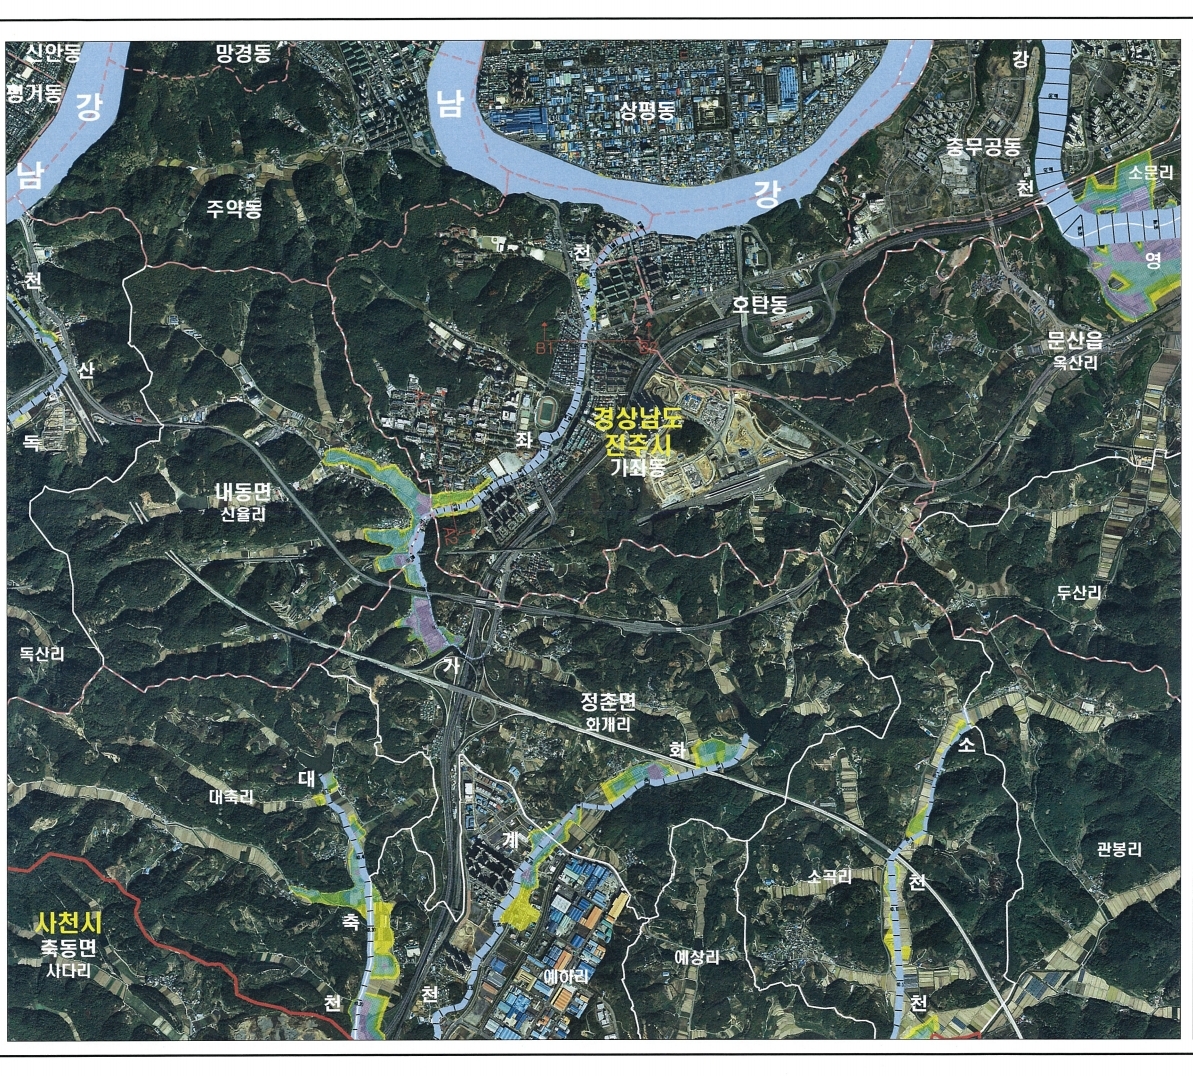 신안동
망경동
평거동
강
남
상평동
강
남
충무공동
소문리
천
주약동
강
영
천
천
호탄동
문산읍
옥산리
B1
산
경상남도
진주시
가좌동
좌
독
내동면
신율리
A2
두산리
독산리
가
정촌면
화개리
화
소
대
대축리
계
관봉리
소곡리
천
사천시
축동면
사다리
축
예상리
예하리
천
천
천